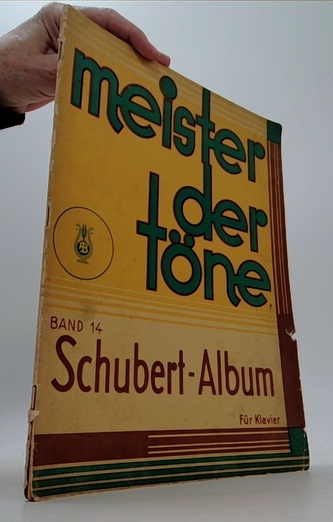 meister
der
töne
BAND 14
Schubert-Album
Für Klavier